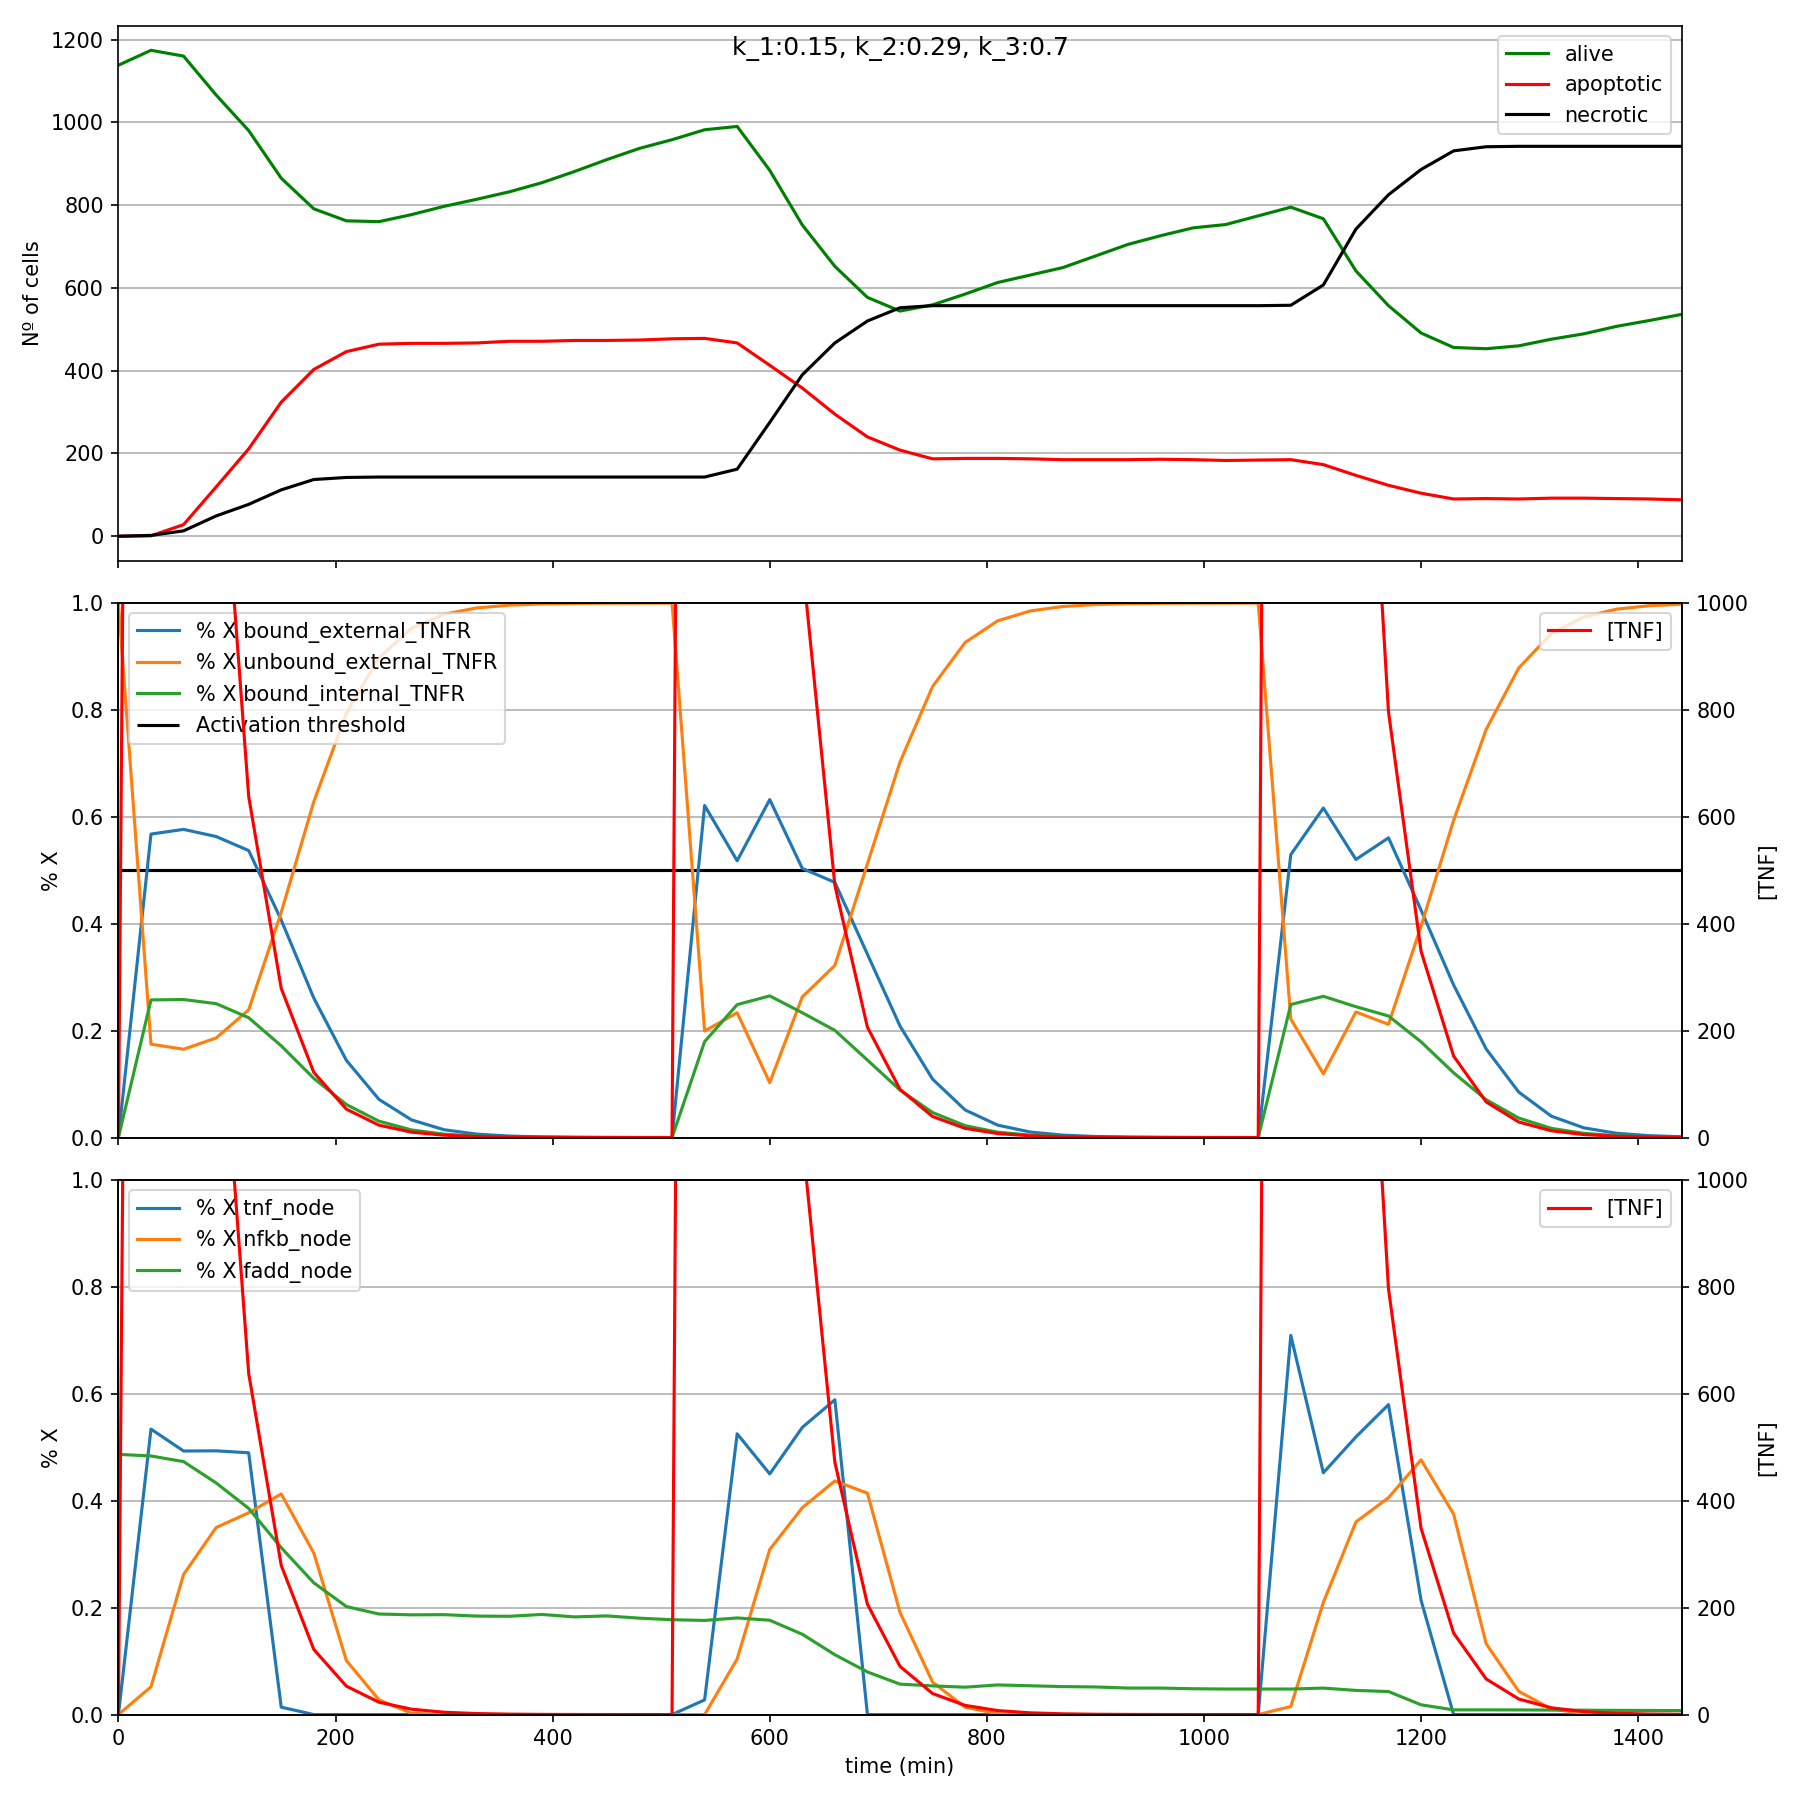 k_1:0.15, k_2:0.29, k_3:0.7
alive
apoptotic
necrotic
1200
1000
800
600
400
200
0
Nº of cells
% X bound_external_TNFR
% X unbound_external_TNFR
% X bound_internal_TNFR
Activation threshold
[TNF]
1.0
0.8
0.6
0.4
0.2
0.0
% X
1000
800
600
400
200
0
[TNF]
% X tnf_node
% X nfkb_node
% X fadd_node
[TNF]
1.0
0.8
0.6
0.4
0.2
0.0
% X
1000
800
600
400
200
0
[TNF]
0 200 400 600 800 1000 1200 1400
time (min)